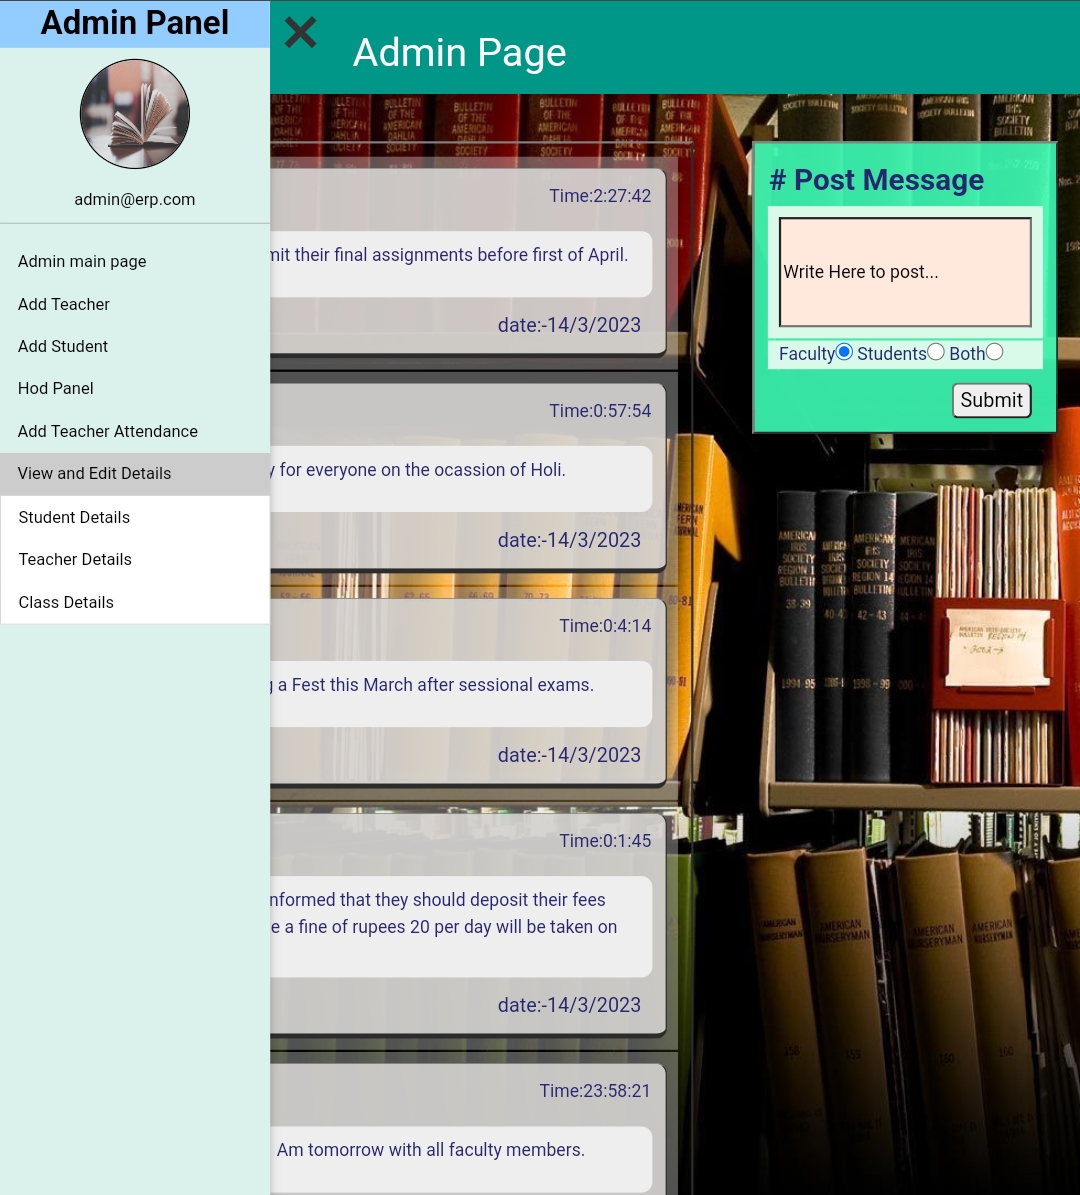 Admin Panel
admin@erp.com
Admin main page
Add Teacher
Add Student
Hod Panel
Add Teacher Attendance
View and Edit Details
Student Details
Teacher Details
Class Details
Admin Page
Time:2:27:42
their final assignments before first of April.
date:-14/3/2023
Time:0:57:54
for everyone on the ocassion of Holi.
date:-14/3/2023
Time:0:4:14
a Fest this March after sessional exams.
date:-14/3/2023
Time:0:1:45
that they should deposit their fees
a fine of rupees 20 per day will be taken on
date:-14/3/2023
Time:23:58:21
Am tomorrow with all faculty members.
# Post Message
Write Here to post...
Faculty Students Both
Submit